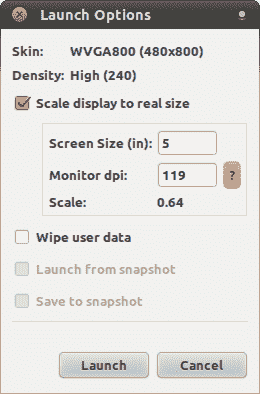 Launch Options
Skin: WVGA800 (480x800)
Density: High (240)
Scale display to real size
Screen Size (in): 5
Monitor dpi: 119 ?
Scale: 0.64
Wipe user data
Launch from snapshot
Save to snapshot
Launch Cancel